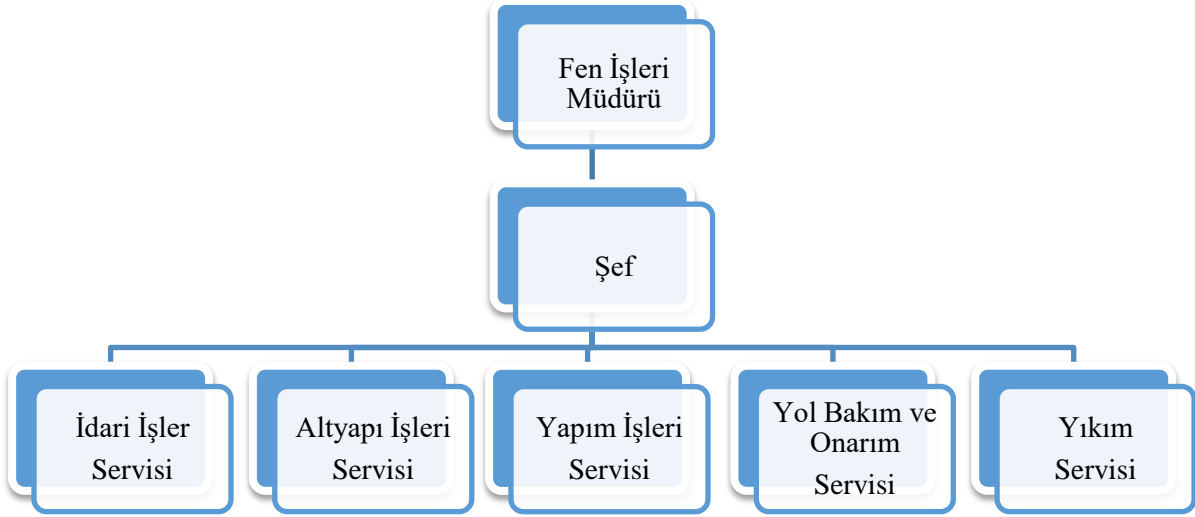 Fen İşleri
Müdürü
Şef
İdari İşler
Servisi
Altyapı İşleri
Servisi
Yapım İşleri
Servisi
Yol Bakım ve
Onarım
Servisi
Yıkım
Servisi